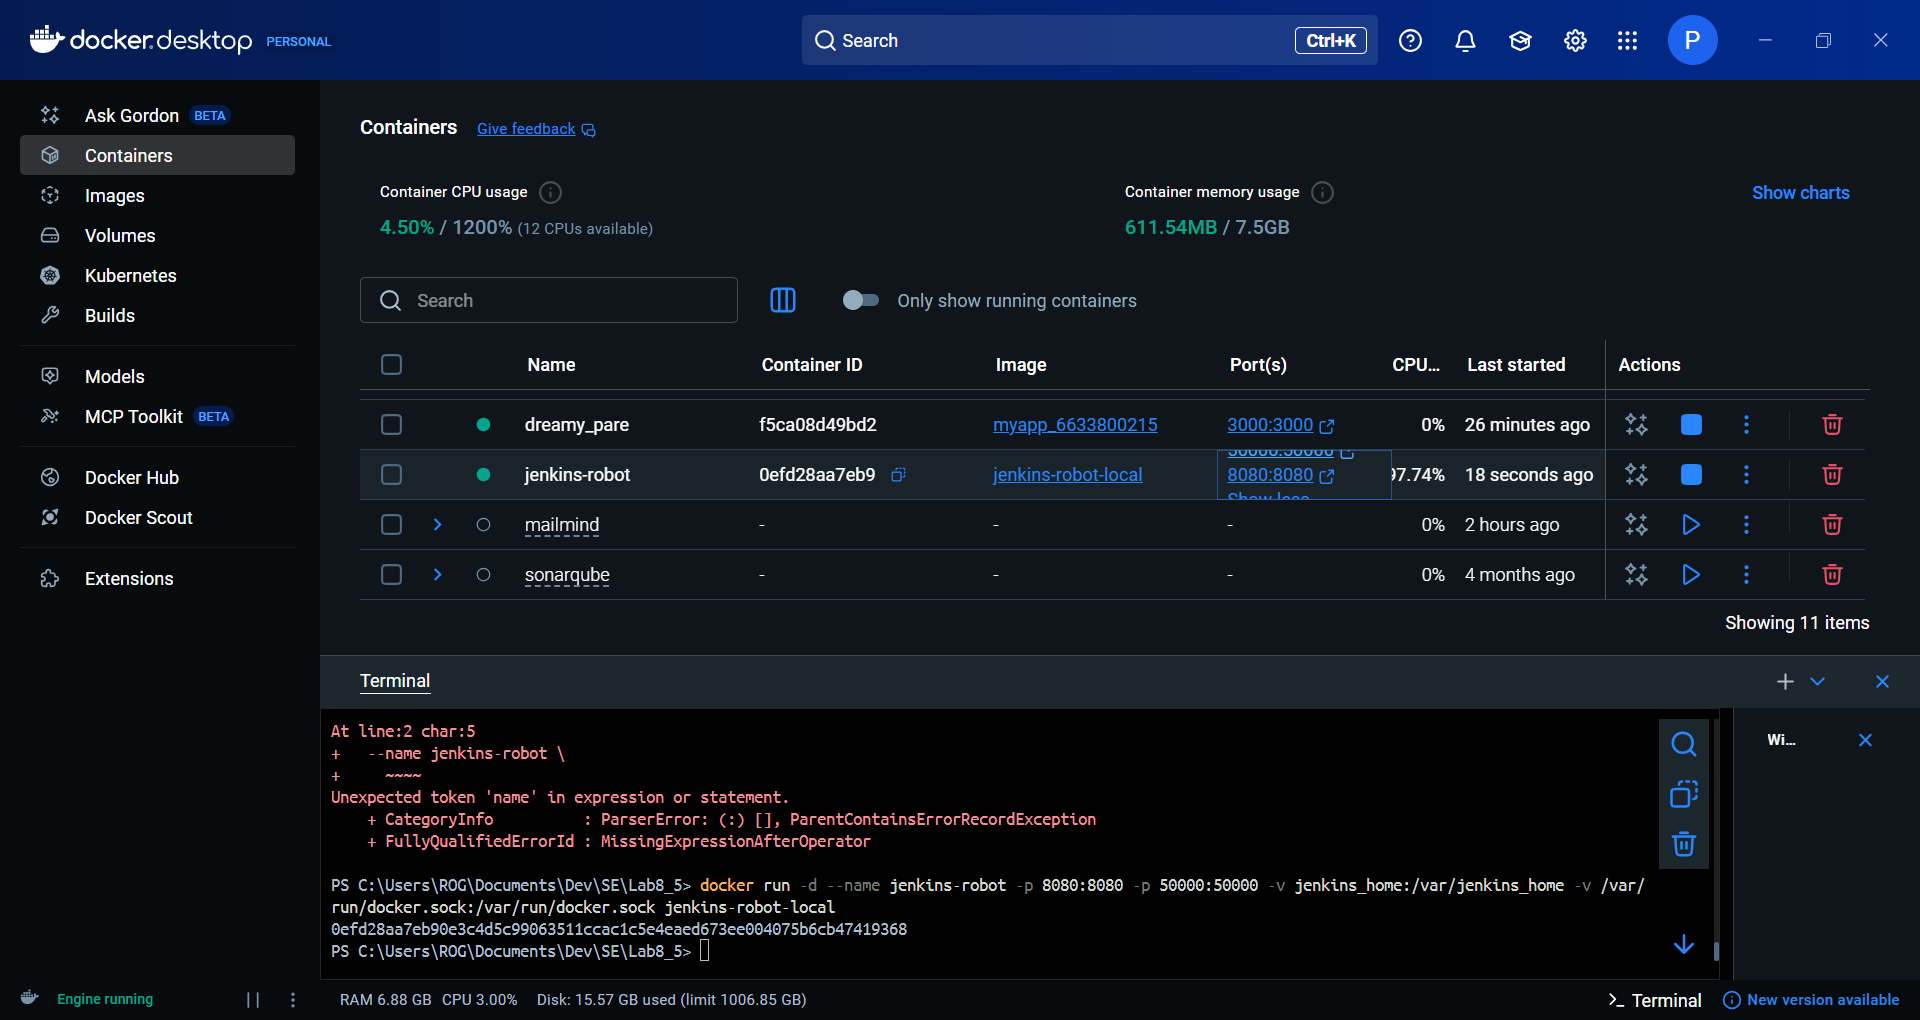 docker.desktop PERSONAL
Search Ctrl+K
P
Ask Gordon BETA
Containers
Images
Volumes
Kubernetes
Builds
Models
MCP Toolkit BETA
Docker Hub
Docker Scout
Extensions
Containers Give feedback
Container CPU usage
4.50% / 1200% (12 CPUs available)
Container memory usage
611.54MB / 7.5GB
Show charts
Search
Only show running containers
Name Container ID Image Port(s) CPU... Last started Actions
dreamy_pare f5ca08d49bd2 myapp_6633800215 3000:3000 0% 26 minutes ago
50000:50000
jenkins-robot 0efd28aa7eb9 jenkins-robot-local 8080:8080 97.74% 18 seconds ago
Show less
mailmind - - - 0% 2 hours ago
sonarqube - - - 0% 4 months ago
Showing 11 items
Terminal
At line:2 char:5
+   --name jenkins-robot \
+     ~~~~
Unexpected token 'name' in expression or statement.
    + CategoryInfo          : ParserError: (:) [], ParentContainsErrorRecordException
    + FullyQualifiedErrorId : MissingExpressionAfterOperator
PS C:\Users\ROG\Documents\Dev\SE\Lab8_5> docker run -d --name jenkins-robot -p 8080:8080 -p 50000:50000 -v jenkins_home:/var/jenkins_home -v /var/
run/docker.sock:/var/run/docker.sock jenkins-robot-local
0efd28aa7eb90e3c4d5c99063511ccac1c5e4eaed673ee004075b6cb47419368
PS C:\Users\ROG\Documents\Dev\SE\Lab8_5>
Wi...
Engine running
RAM 6.88 GB CPU 3.00% Disk: 15.57 GB used (limit 1006.85 GB)
Terminal
New version available